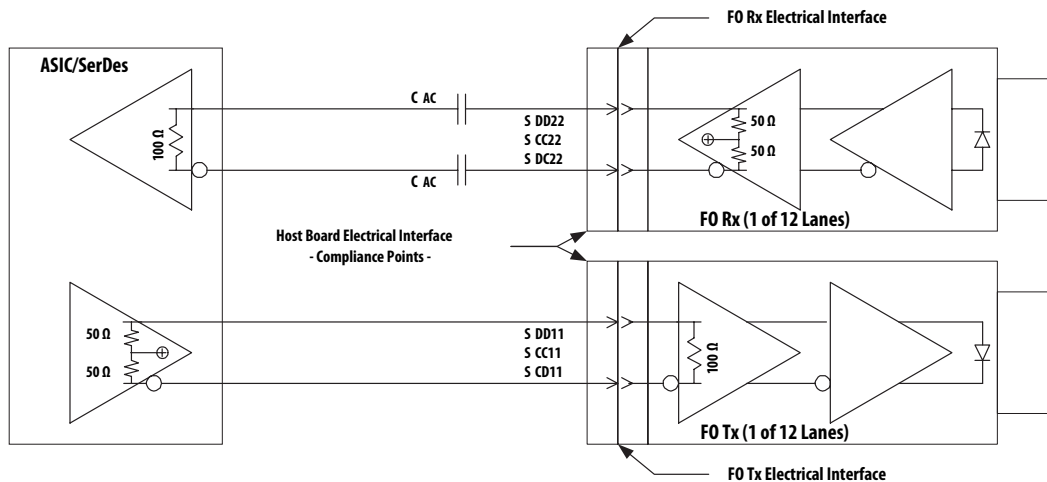 FO Rx Electrical Interface
ASIC/SerDes
C AC
100 Ω
S DD22
S CC22
S DC22
50 Ω
50 Ω
C AC
FO Rx (1 of 12 Lanes)
Host Board Electrical Interface
- Compliance Points -
50 Ω
50 Ω
S DD11
S CC11
S CD11
100 Ω
FO Tx (1 of 12 Lanes)
FO Tx Electrical Interface